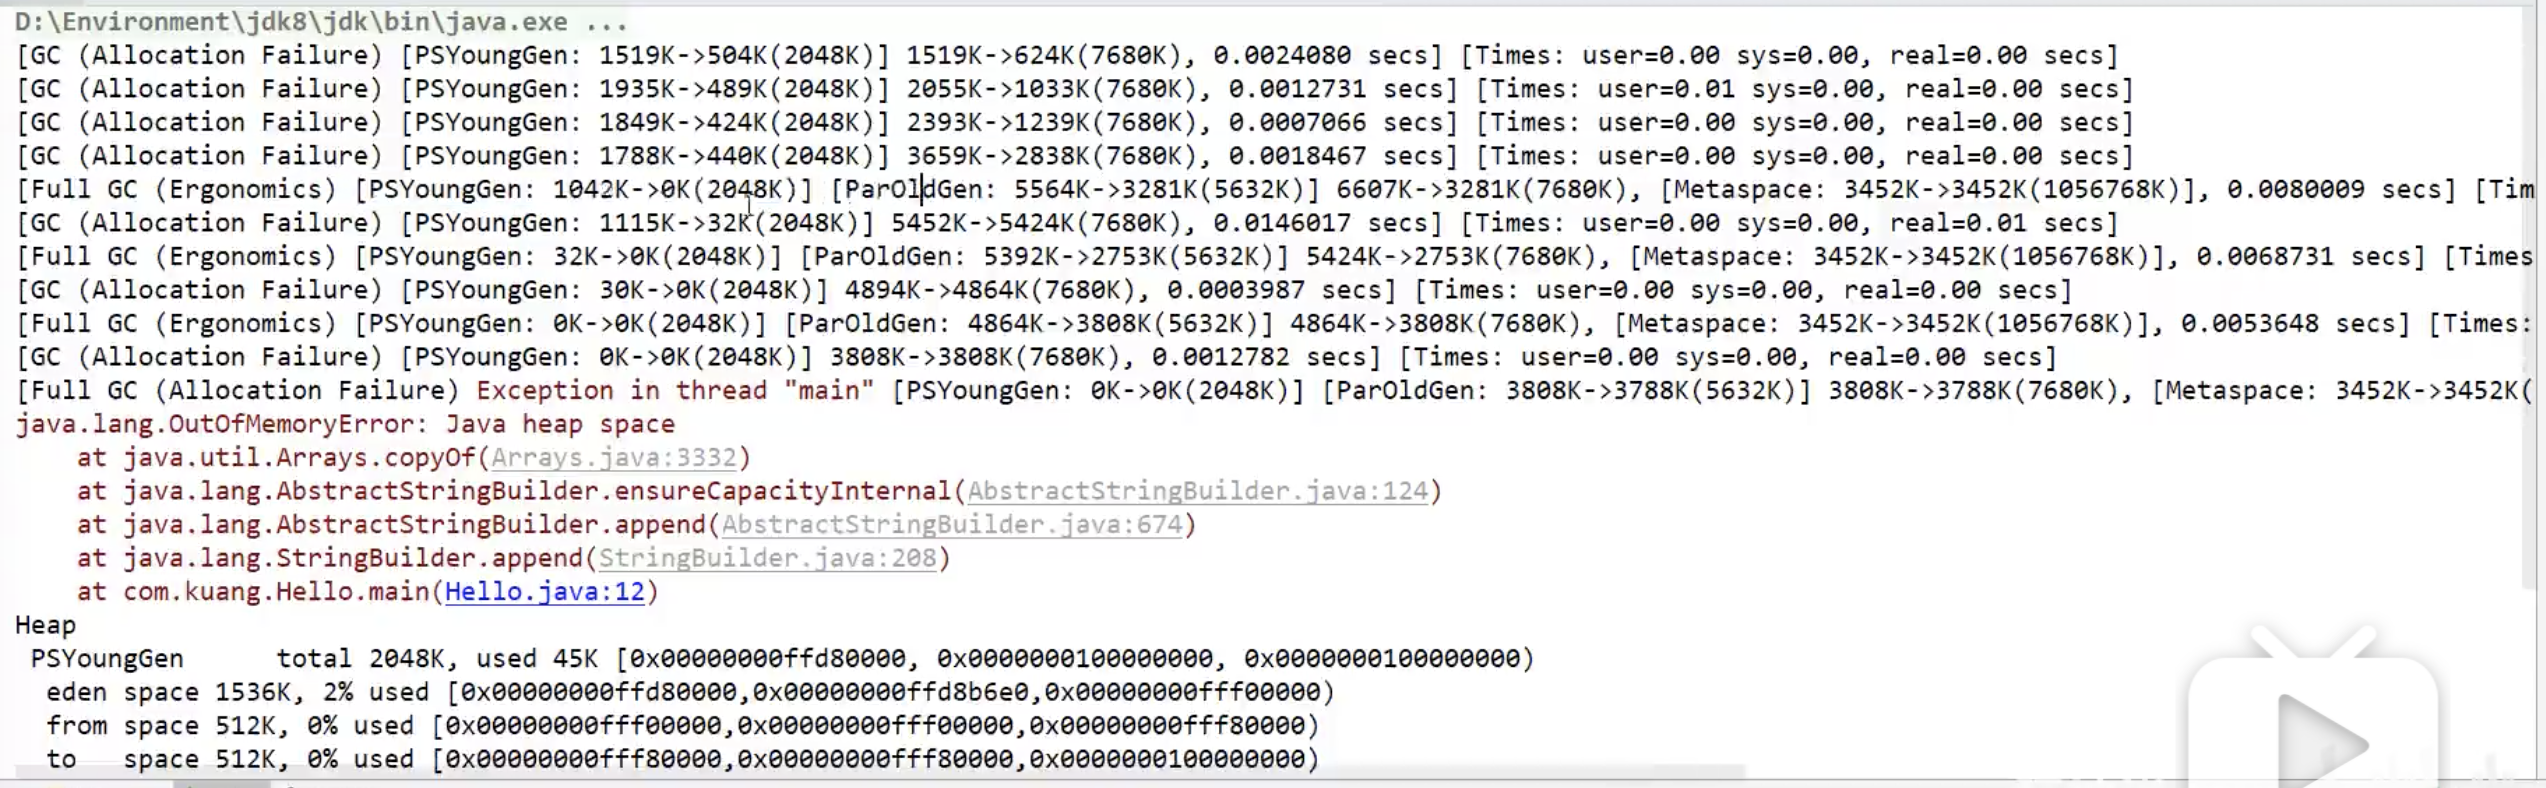 D:\Environment\jdk8\jdk\bin\java.exe ...
[GC (Allocation Failure) [PSYoungGen: 1519K->504K(2048K)] 1519K->624K(7680K), 0.0024080 secs] [Times: user=0.00 sys=0.00, real=0.00 secs]
[GC (Allocation Failure) [PSYoungGen: 1935K->489K(2048K)] 2055K->1033K(7680K), 0.0012731 secs] [Times: user=0.01 sys=0.00, real=0.00 secs]
[GC (Allocation Failure) [PSYoungGen: 1849K->424K(2048K)] 2393K->1239K(7680K), 0.0007066 secs] [Times: user=0.00 sys=0.00, real=0.00 secs]
[GC (Allocation Failure) [PSYoungGen: 1788K->440K(2048K)] 3659K->2838K(7680K), 0.0018467 secs] [Times: user=0.00 sys=0.00, real=0.00 secs]
[Full GC (Ergonomics) [PSYoungGen: 1042K->0K(2048K)] [ParOldGen: 5564K->3281K(5632K)] 6607K->3281K(7680K), [Metaspace: 3452K->3452K(1056768K)], 0.0080009 secs] [Tim
[GC (Allocation Failure) [PSYoungGen: 1115K->32K(2048K)] 5452K->5424K(7680K), 0.0146017 secs] [Times: user=0.00 sys=0.00, real=0.01 secs]
[Full GC (Ergonomics) [PSYoungGen: 32K->0K(2048K)] [ParOldGen: 5392K->2753K(5632K)] 5424K->2753K(7680K), [Metaspace: 3452K->3452K(1056768K)], 0.0068731 secs] [Times
[GC (Allocation Failure) [PSYoungGen: 30K->0K(2048K)] 4894K->4864K(7680K), 0.0003987 secs] [Times: user=0.00 sys=0.00, real=0.00 secs]
[Full GC (Ergonomics) [PSYoungGen: 0K->0K(2048K)] [ParOldGen: 4864K->3808K(5632K)] 4864K->3808K(7680K), [Metaspace: 3452K->3452K(1056768K)], 0.0053648 secs] [Times:
[GC (Allocation Failure) [PSYoungGen: 0K->0K(2048K)] 3808K->3808K(7680K), 0.0012782 secs] [Times: user=0.00 sys=0.00, real=0.00 secs]
[Full GC (Allocation Failure) Exception in thread "main" [PSYoungGen: 0K->0K(2048K)] [ParOldGen: 3808K->3788K(5632K)] 3808K->3788K(7680K), [Metaspace: 3452K->3452K(
java.lang.OutOfMemoryError: Java heap space
at java.util.Arrays.copyOf(Arrays.java:3332)
at java.lang.AbstractStringBuilder.ensureCapacityInternal(AbstractStringBuilder.java:124)
at java.lang.AbstractStringBuilder.append(AbstractStringBuilder.java:674)
at java.lang.StringBuilder.append(StringBuilder.java:208)
at com.kuang.Hello.main(Hello.java:12)
Heap
PSYoungGen total 2048K, used 45K [0x00000000ffd80000, 0x0000000100000000, 0x0000000100000000)
eden space 1536K, 2% used [0x00000000ffd80000,0x00000000ffd8b6e0,0x00000000fff00000)
from space 512K, 0% used [0x00000000fff00000,0x00000000fff00000,0x00000000fff80000)
to space 512K, 0% used [0x00000000fff80000,0x00000000fff80000,0x0000000100000000)